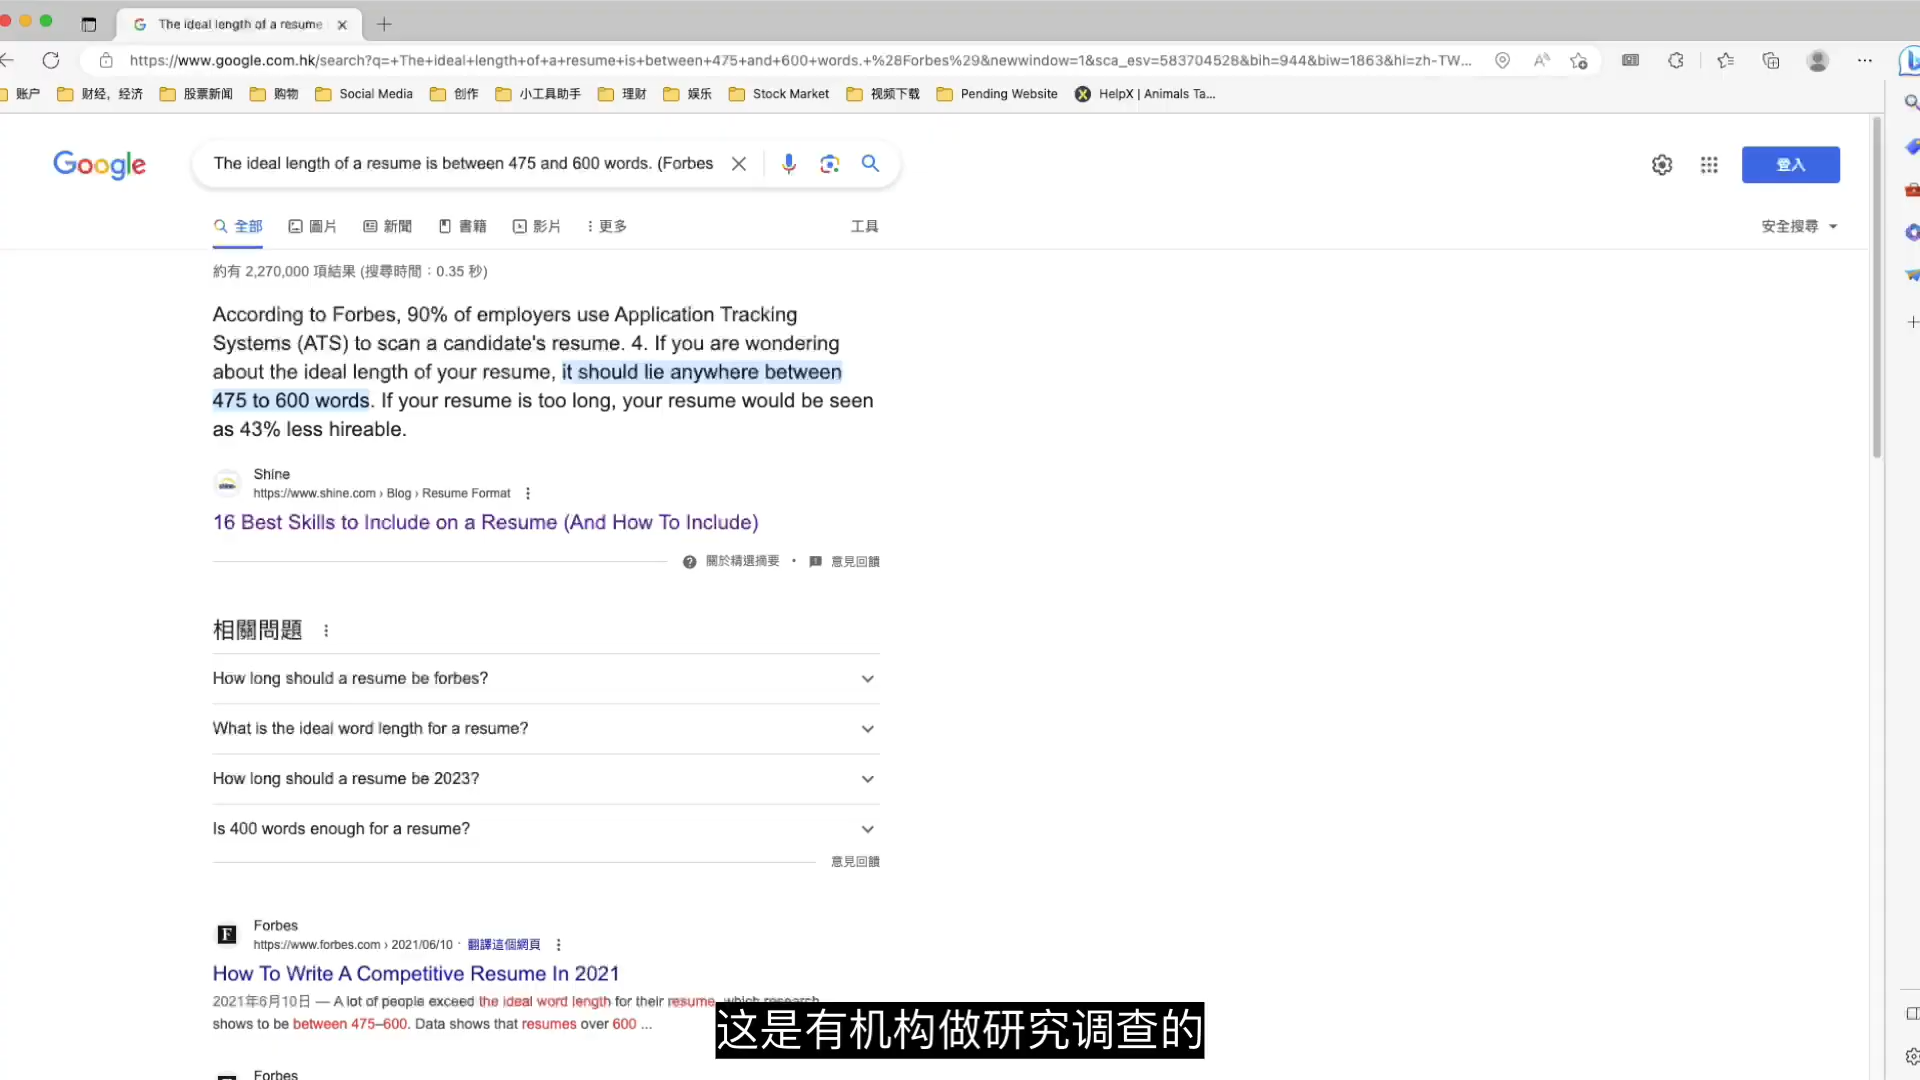 The ideal length of a resume
https://www.google.com.hk/search?q=+The+ideal+length+of+a+resume+is+between+475+and+600+words.+%28Forbes%29&newwindow=1&sca_esv=583704528&bih=944&biw=1863&hl=zh-TW...
账户 财经，经济 股票新闻 购物 Social Media 创作 小工具助手 理财 娱乐 Stock Market 视频下载 Pending Website HelpX | Animals Ta...
Google
The ideal length of a resume is between 475 and 600 words. (Forbes
登入
全部 圖片 新聞 書籍 影片 更多 工具 安全搜尋
約有 2,270,000 項結果 (搜尋時間：0.35 秒)
According to Forbes, 90% of employers use Application Tracking
Systems (ATS) to scan a candidate's resume. 4. If you are wondering
about the ideal length of your resume, it should lie anywhere between
475 to 600 words. If your resume is too long, your resume would be seen
as 43% less hireable.
Shine
https://www.shine.com › Blog › Resume Format
16 Best Skills to Include on a Resume (And How To Include)
關於精選摘要 • 意見回饋
相關問題
How long should a resume be forbes?
What is the ideal word length for a resume?
How long should a resume be 2023?
Is 400 words enough for a resume?
意見回饋
Forbes
https://www.forbes.com › 2021/06/10 · 翻譯這個網頁
How To Write A Competitive Resume In 2021
2021年6月10日 — A lot of people exceed the ideal word length for their resume, which research
shows to be between 475–600. Data shows that resumes over 600 ...
这是有机构做研究调查的
Forbes